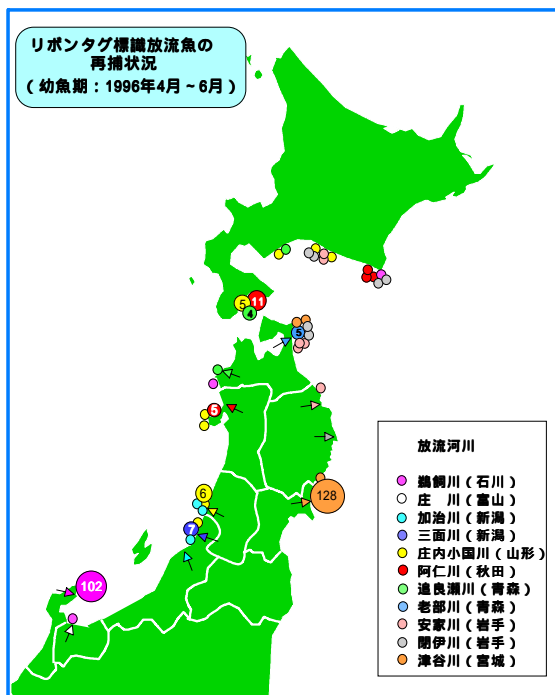 リボンタグ標識放流魚の
再捕状況
(幼魚期:1996年4月~6月)
5
11
4
5
5
128
6
7
102
放流河川
鵜飼川(石川)
庄 川(富山)
加治川(新潟)
三面川(新潟)
庄内小国川(山形)
阿仁川(秋田)
追良瀬川(青森)
老部川(青森)
安家川(岩手)
閉伊川(岩手)
津谷川(宮城)